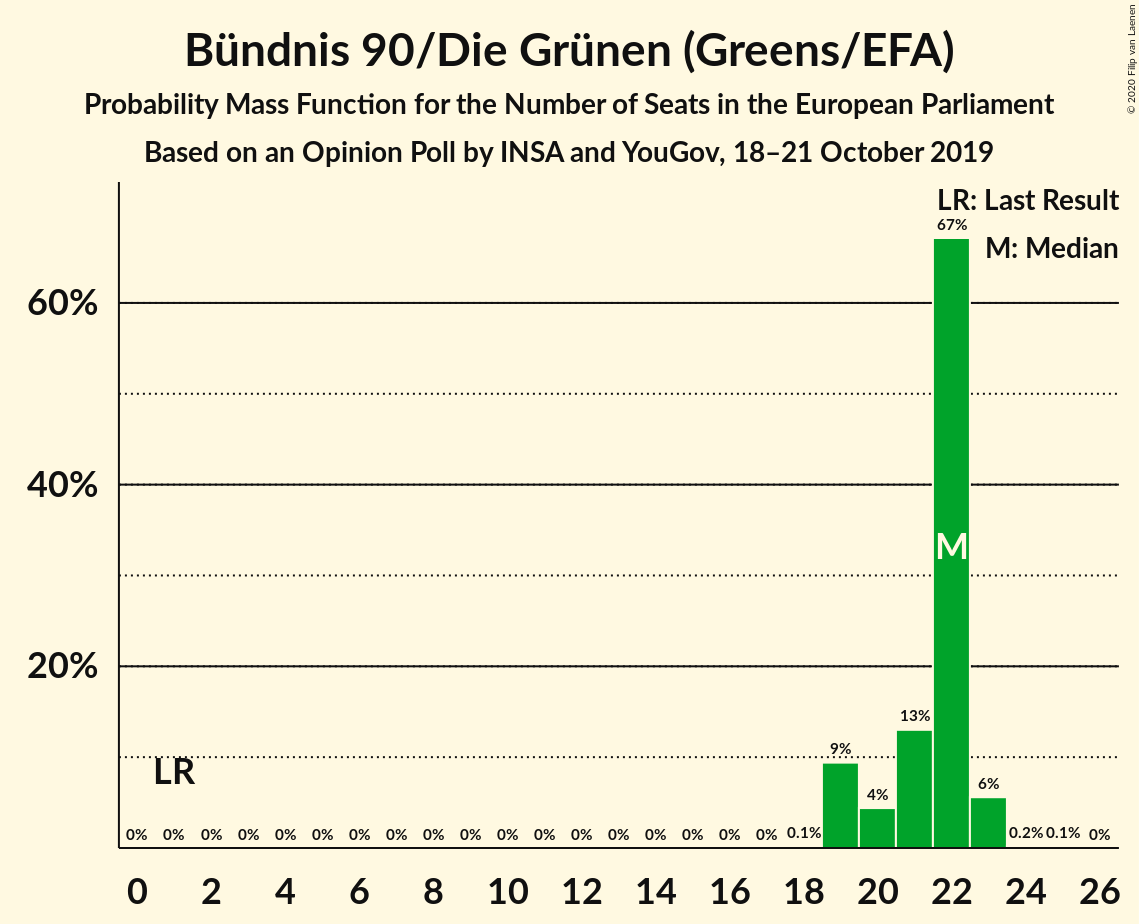 Bündnis 90/Die Grünen (Greens/EFA)
Probability Mass Function for the Number of Seats in the European Parliament
Based on an Opinion Poll by INSA and YouGov, 18–21 October 2019
© 2020 Filip van Laenen
LR: Last Result
M: Median
67%
60%
40%
M
20%
13%
9%
6%
4%
LR
0% 0% 0% 0% 0% 0% 0% 0% 0% 0% 0% 0% 0% 0% 0% 0% 0% 0% 0.1% 0.2% 0.1% 0%
0 2 4 6 8 10 12 14 16 18 20 22 24 26